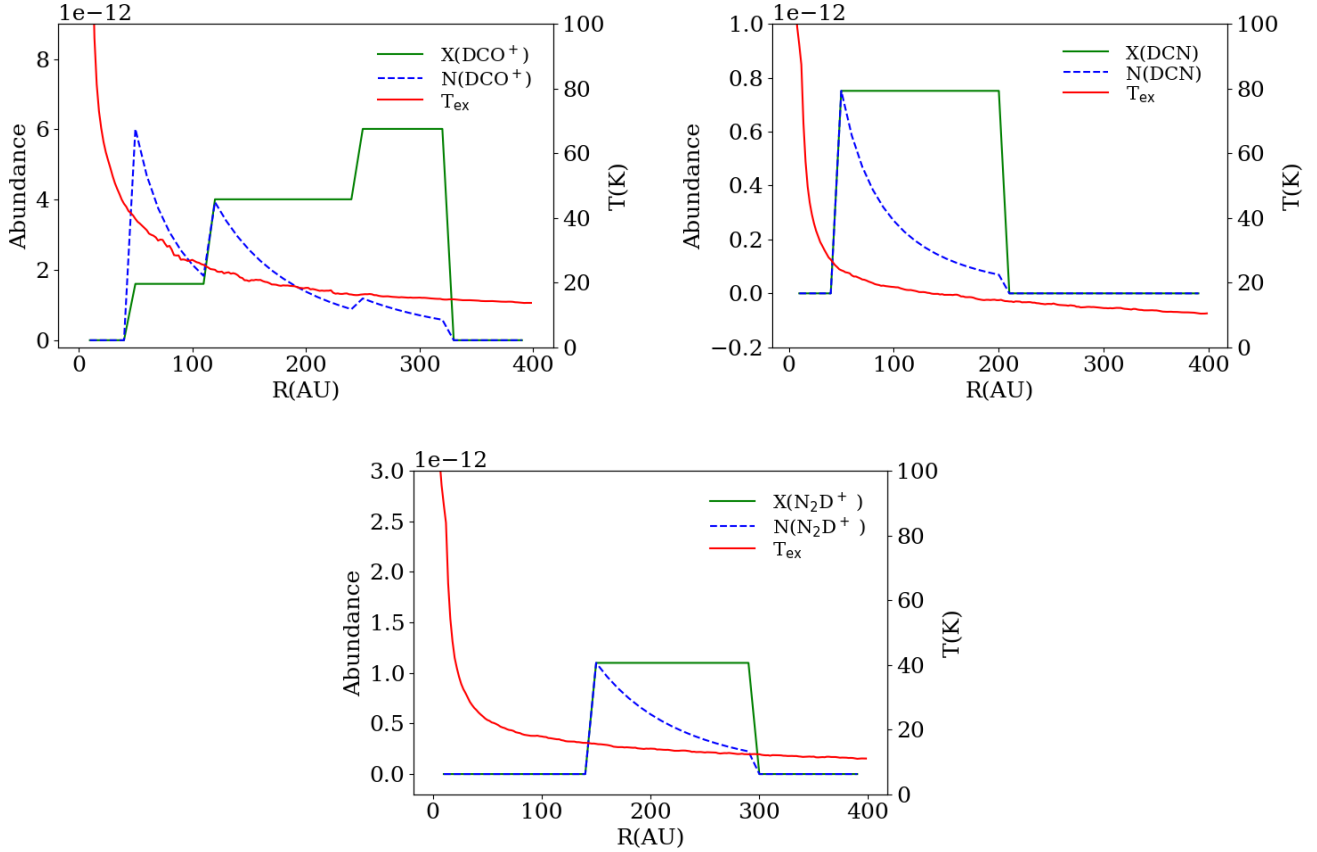 1e−12
Abundance
8
6
4
2
0
X(DCO⁺)
N(DCO⁺)
Tₑₓ
100
80
60
40
20
0
T(K)
0 100 200 300 400
R(AU)
1e−12
Abundance
1.0
0.8
0.6
0.4
0.2
0.0
−0.2
X(DCN)
N(DCN)
Tₑₓ
100
80
60
40
20
0
T(K)
0 100 200 300 400
R(AU)
1e−12
Abundance
3.0
2.5
2.0
1.5
1.0
0.5
0.0
X(N₂D⁺ )
N(N₂D⁺ )
Tₑₓ
100
80
60
40
20
0
T(K)
0 100 200 300 400
R(AU)